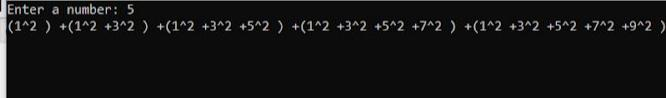 Enter a number: 5
(1^2 ) +(1^2 +3^2 ) +(1^2 +3^2 +5^2 ) +(1^2 +3^2 +5^2 +7^2 ) +(1^2 +3^2 +5^2 +7^2 +9^2 )